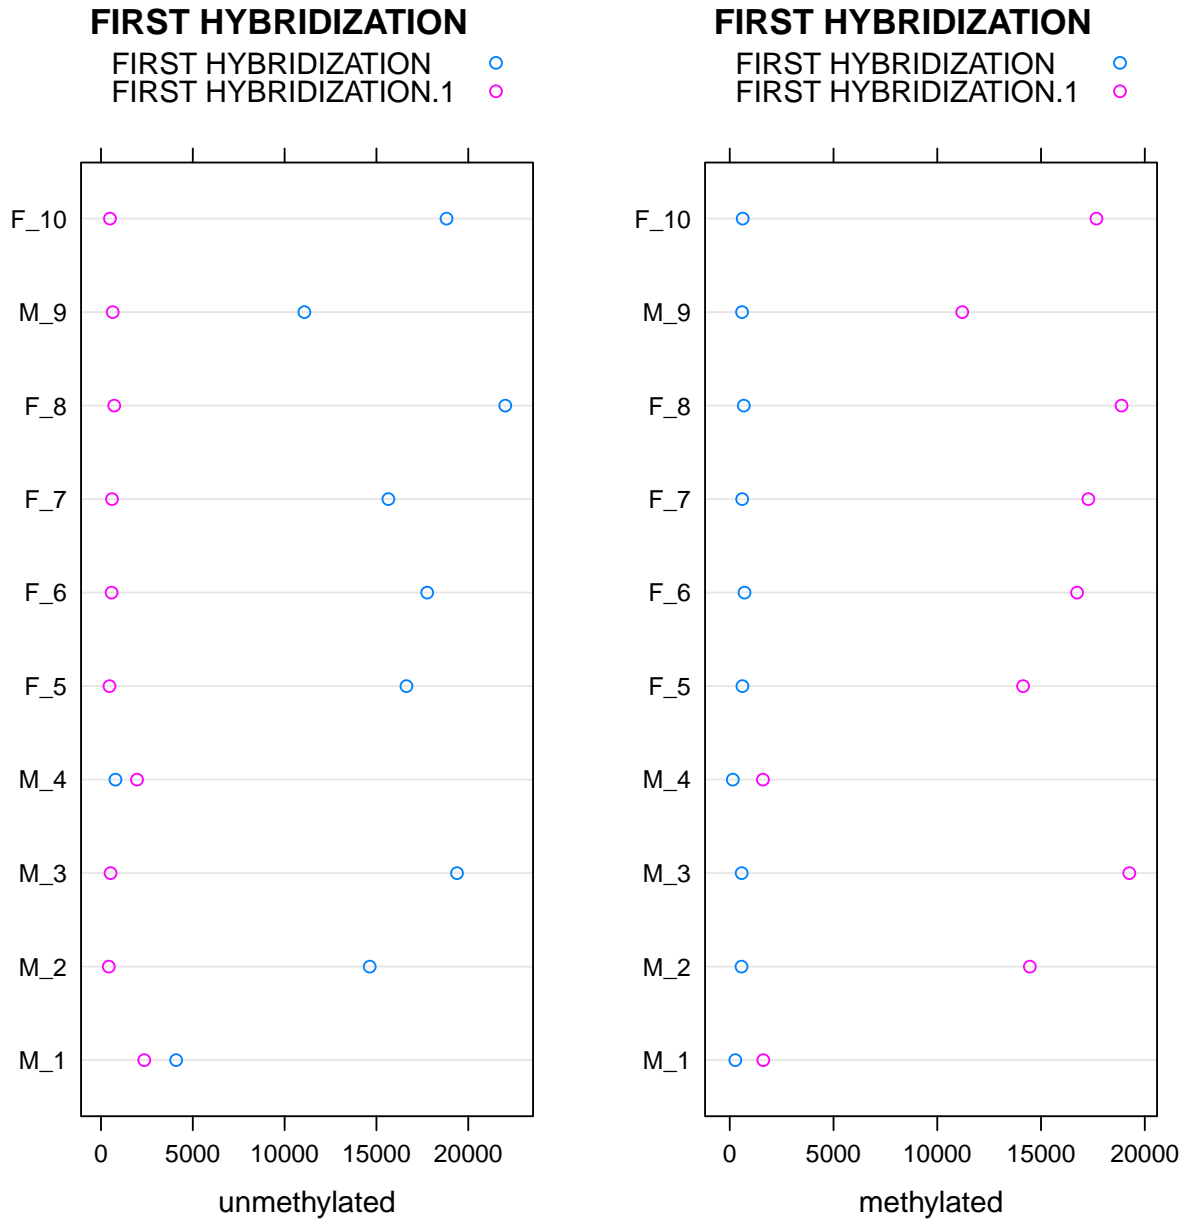 FIRST HYBRIDIZATION
FIRST HYBRIDIZATION
FIRST HYBRIDIZATION.1
F_10
M_9
F_8
F_7
F_6
F_5
M_4
M_3
M_2
M_1
0 5000 10000 15000 20000
unmethylated
FIRST HYBRIDIZATION
FIRST HYBRIDIZATION
FIRST HYBRIDIZATION.1
F_10
M_9
F_8
F_7
F_6
F_5
M_4
M_3
M_2
M_1
0 5000 10000 15000 20000
methylated